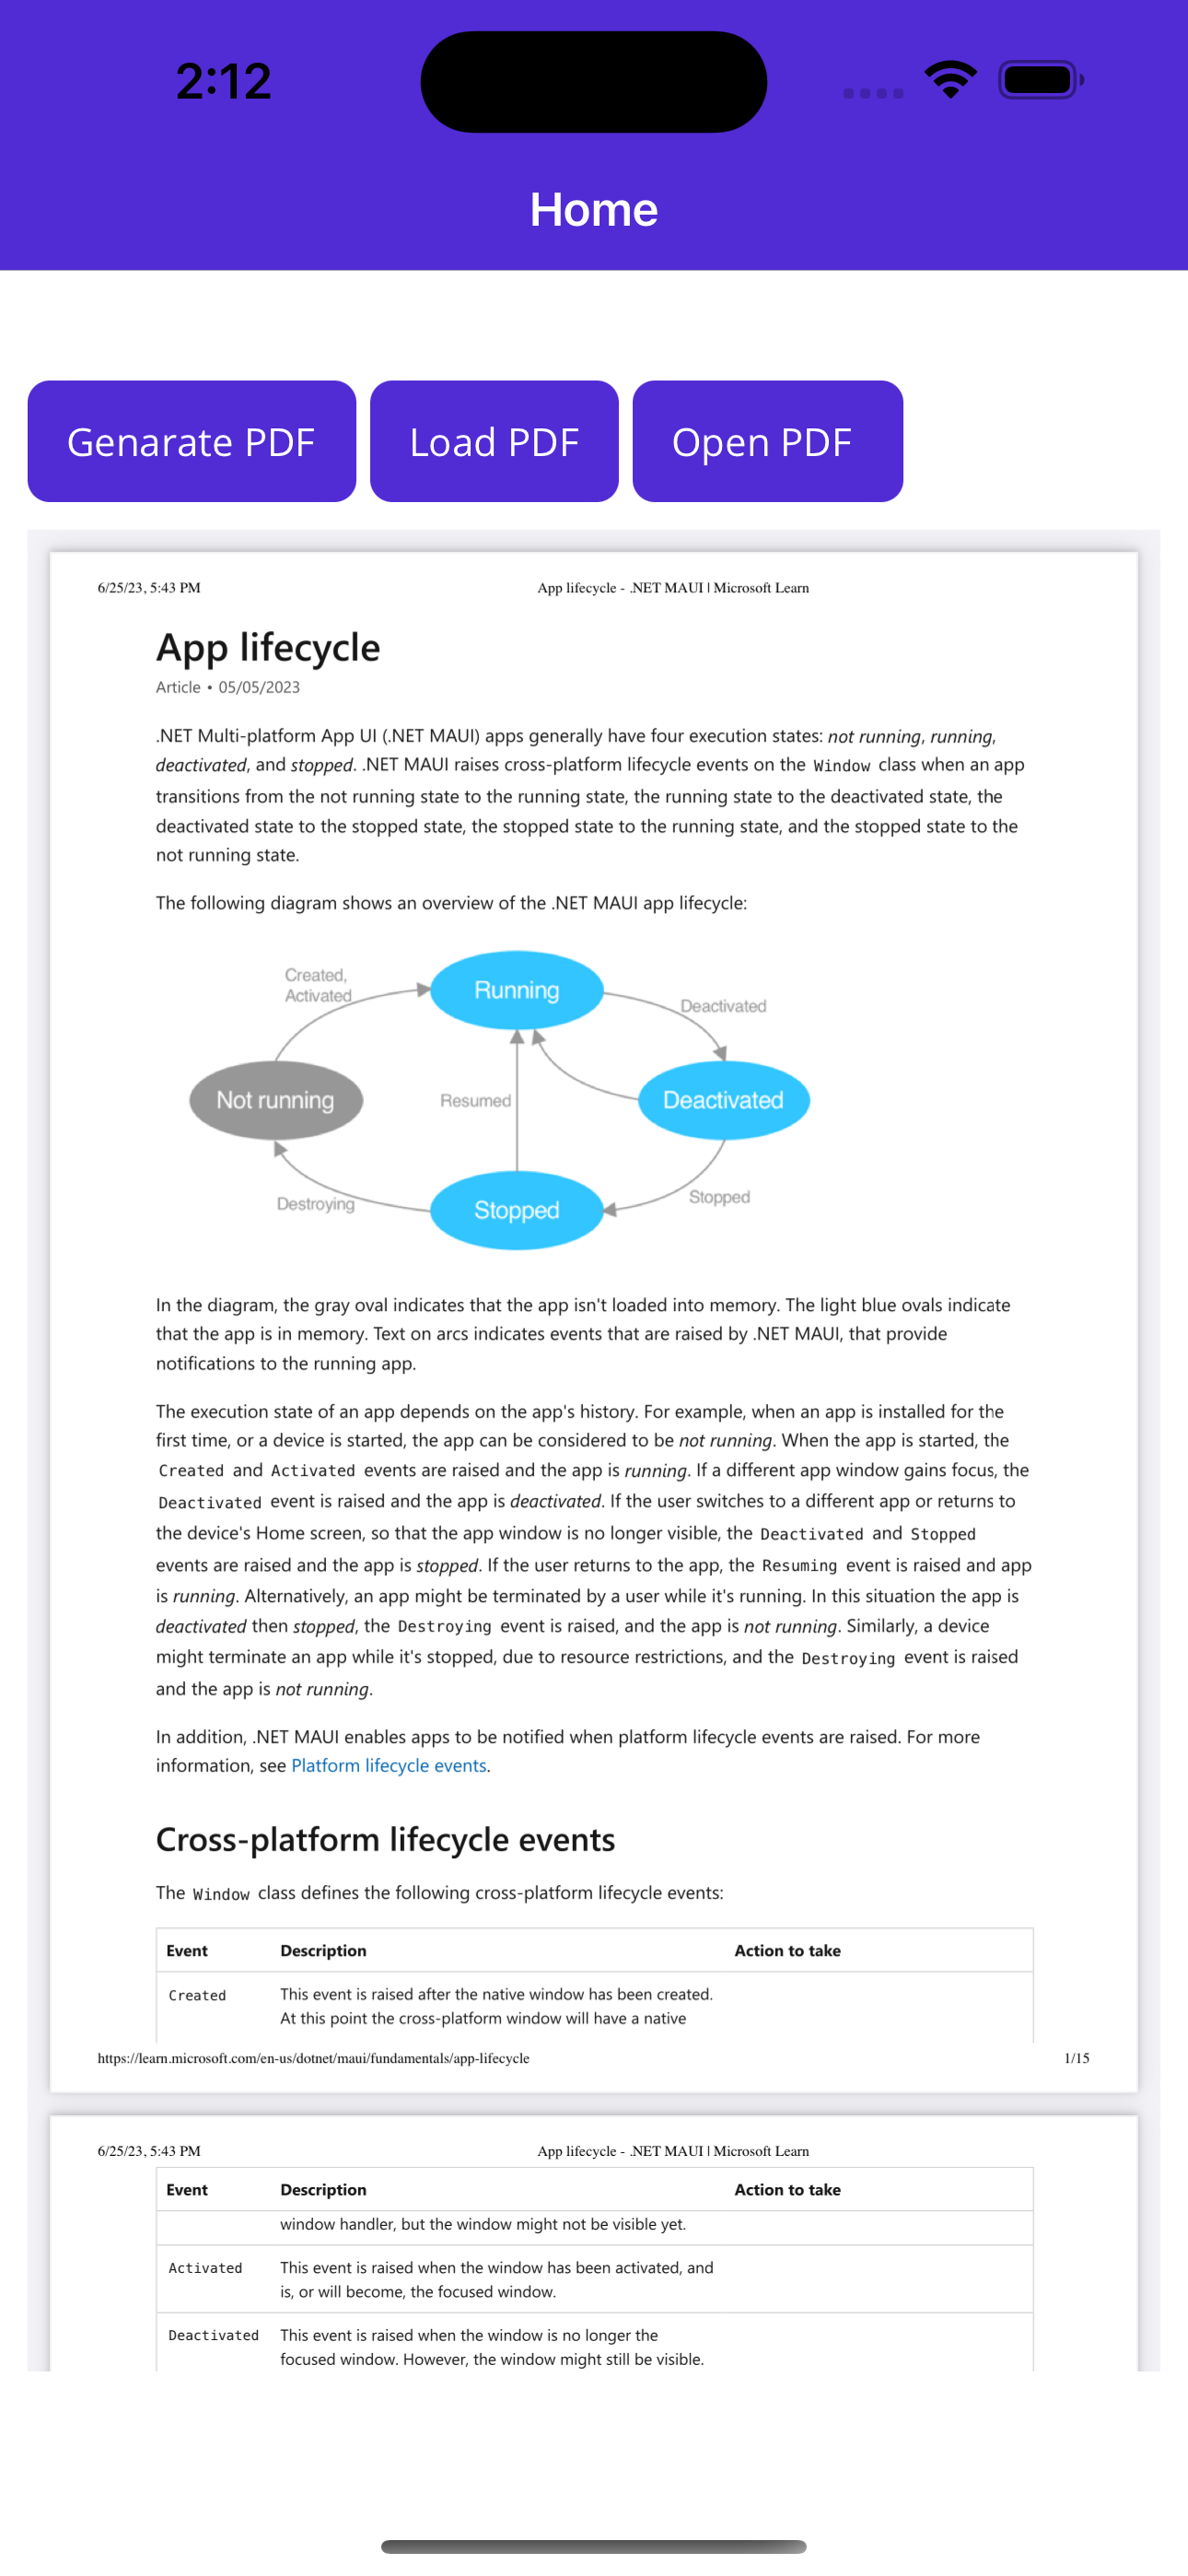 2:12
Home
Genarate PDF
Load PDF
Open PDF
6/25/23, 5:43 PM
App lifecycle - .NET MAUI | Microsoft Learn
App lifecycle
Article • 05/05/2023
.NET Multi-platform App UI (.NET MAUI) apps generally have four execution states: not running, running,
deactivated, and stopped. .NET MAUI raises cross-platform lifecycle events on the Window class when an app
transitions from the not running state to the running state, the running state to the deactivated state, the
deactivated state to the stopped state, the stopped state to the running state, and the stopped state to the
not running state.
The following diagram shows an overview of the .NET MAUI app lifecycle:
Created,
Activated
Running
Deactivated
Not running
Resumed
Deactivated
Destroying
Stopped
Stopped
In the diagram, the gray oval indicates that the app isn't loaded into memory. The light blue ovals indicate
that the app is in memory. Text on arcs indicates events that are raised by .NET MAUI, that provide
notifications to the running app.
The execution state of an app depends on the app's history. For example, when an app is installed for the
first time, or a device is started, the app can be considered to be not running. When the app is started, the
Created and Activated events are raised and the app is running. If a different app window gains focus, the
Deactivated event is raised and the app is deactivated. If the user switches to a different app or returns to
the device's Home screen, so that the app window is no longer visible, the Deactivated and Stopped
events are raised and the app is stopped. If the user returns to the app, the Resuming event is raised and app
is running. Alternatively, an app might be terminated by a user while it's running. In this situation the app is
deactivated then stopped, the Destroying event is raised, and the app is not running. Similarly, a device
might terminate an app while it's stopped, due to resource restrictions, and the Destroying event is raised
and the app is not running.
In addition, .NET MAUI enables apps to be notified when platform lifecycle events are raised. For more
information, see Platform lifecycle events.
Cross-platform lifecycle events
The Window class defines the following cross-platform lifecycle events:
Event Description Action to take
Created This event is raised after the native window has been created.
At this point the cross-platform window will have a native
https://learn.microsoft.com/en-us/dotnet/maui/fundamentals/app-lifecycle
1/15
6/25/23, 5:43 PM
App lifecycle - .NET MAUI | Microsoft Learn
Event Description Action to take
window handler, but the window might not be visible yet.
Activated This event is raised when the window has been activated, and
is, or will become, the focused window.
Deactivated This event is raised when the window is no longer the
focused window. However, the window might still be visible.